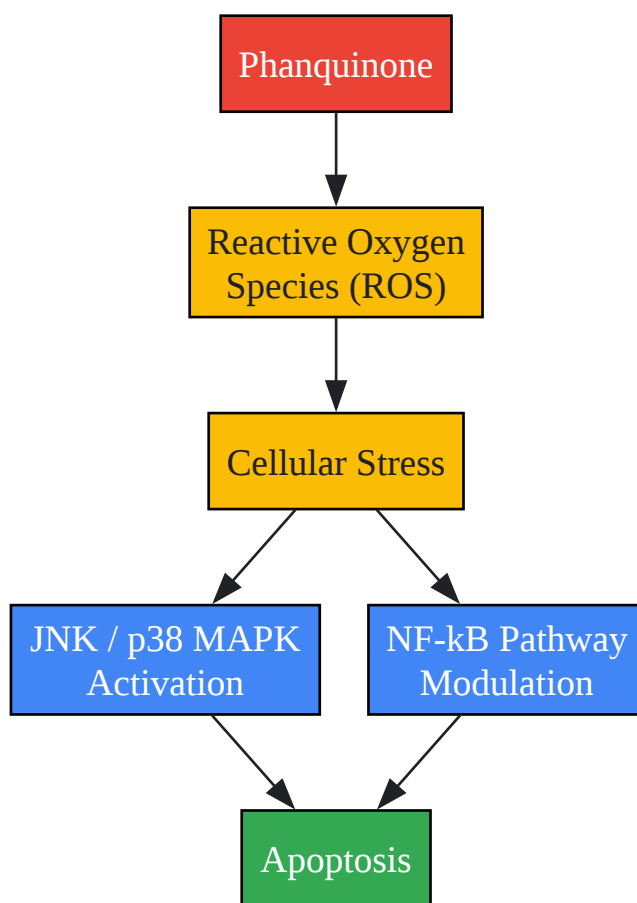 Phanquinone
Reactive Oxygen
Species (ROS)
Cellular Stress
JNK / p38 MAPK
Activation
NF-kB Pathway
Modulation
Apoptosis